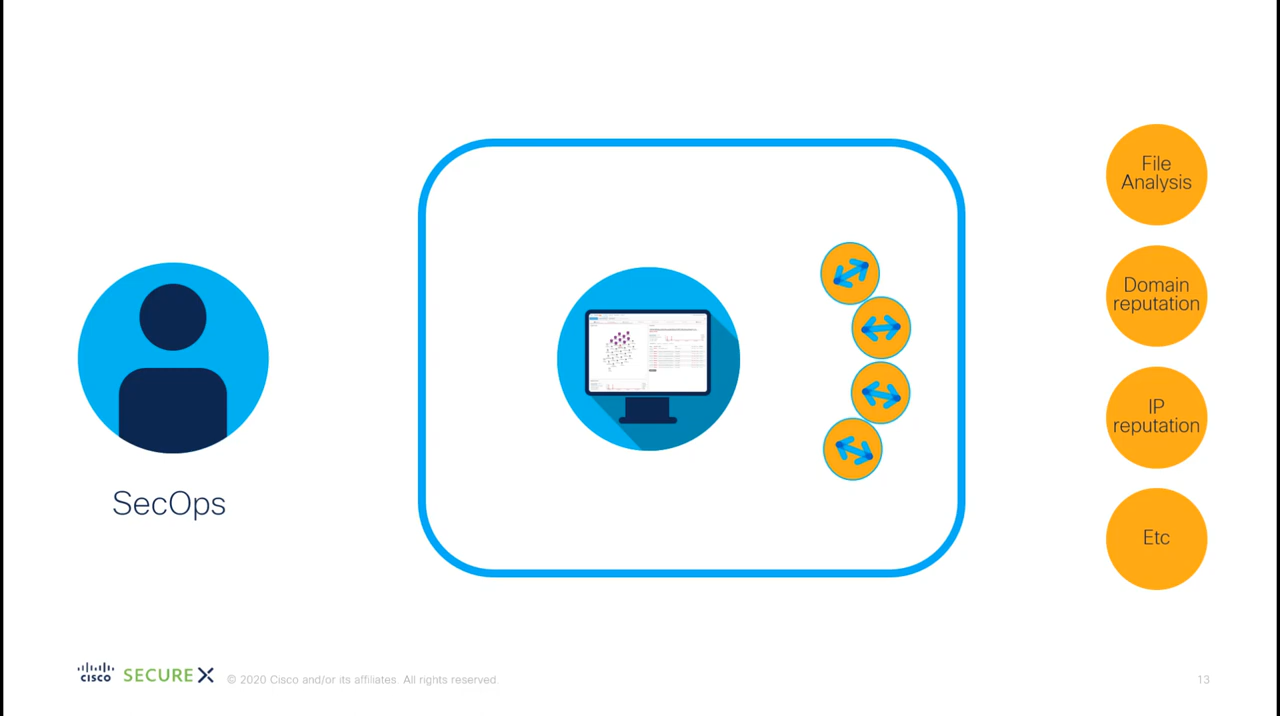 File
Analysis
Domain
reputation
IP
reputation
Etc
SecOps
CISCO
SECURE X
© 2020 Cisco and/or its affiliates. All rights reserved.
13